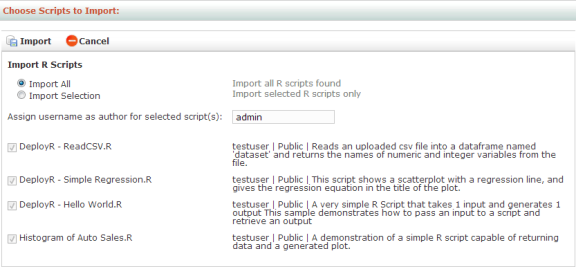 Choose Scripts to Import:
Import Cancel
Import R Scripts
Import All Import all R scripts found
Import Selection Import selected R scripts only
Assign username as author for selected script(s): admin
DeployR - ReadCSV.R testuser | Public | Reads an uploaded csv file into a dataframe named
'dataset' and returns the names of numeric and integer variables from the
file.
DeployR - Simple Regression.R testuser | Public | This script shows a scatterplot with a regression line, and
gives the regression equation in the title of the plot.
DeployR - Hello World.R testuser | Public | A very simple R Script that takes 1 input and generates 1
output This sample demonstrates how to pass an input to a script and
retrieve an output
Histogram of Auto Sales.R testuser | Public | A demonstration of a simple R script capable of returning
data and a generated plot.